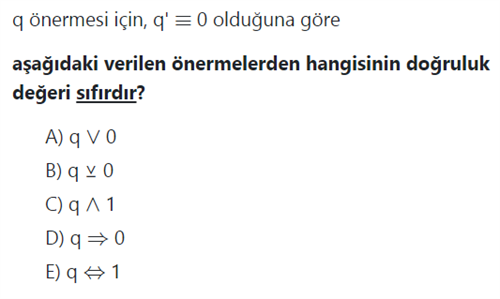 q önermesi için, q' ≡ 0 olduğuna göre
aşağıdaki verilen önermelerden hangisinin doğruluk
değeri sıfırdır?
A) q ∨ 0
B) q ⊻ 0
C) q ∧ 1
D) q ⇒ 0
E) q ⇔ 1